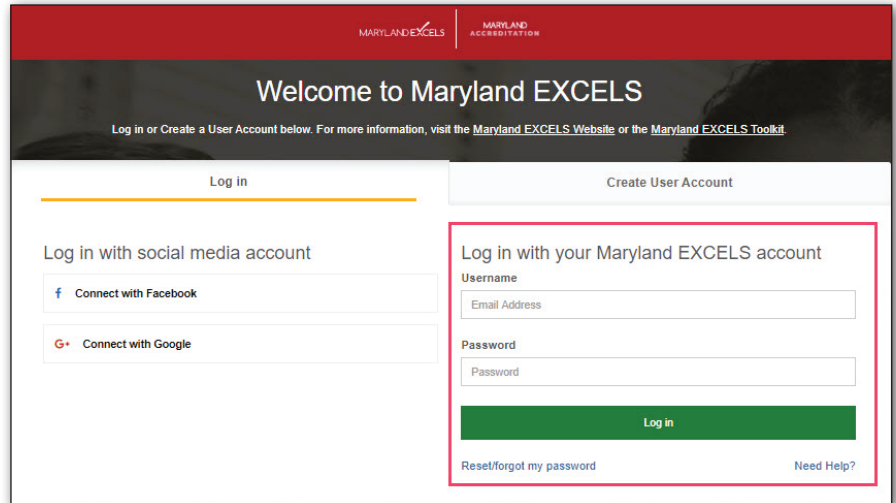 MARYLAND EXCELS
MARYLAND
ACCREDITATION
Welcome to Maryland EXCELS
Log in or Create a User Account below. For more information, visit the Maryland EXCELS Website or the Maryland EXCELS Toolkit.
Log in
Create User Account
Log in with social media account
f Connect with Facebook
G+ Connect with Google
Log in with your Maryland EXCELS account
Username
Email Address
Password
Password
Log in
Reset/forgot my password
Need Help?